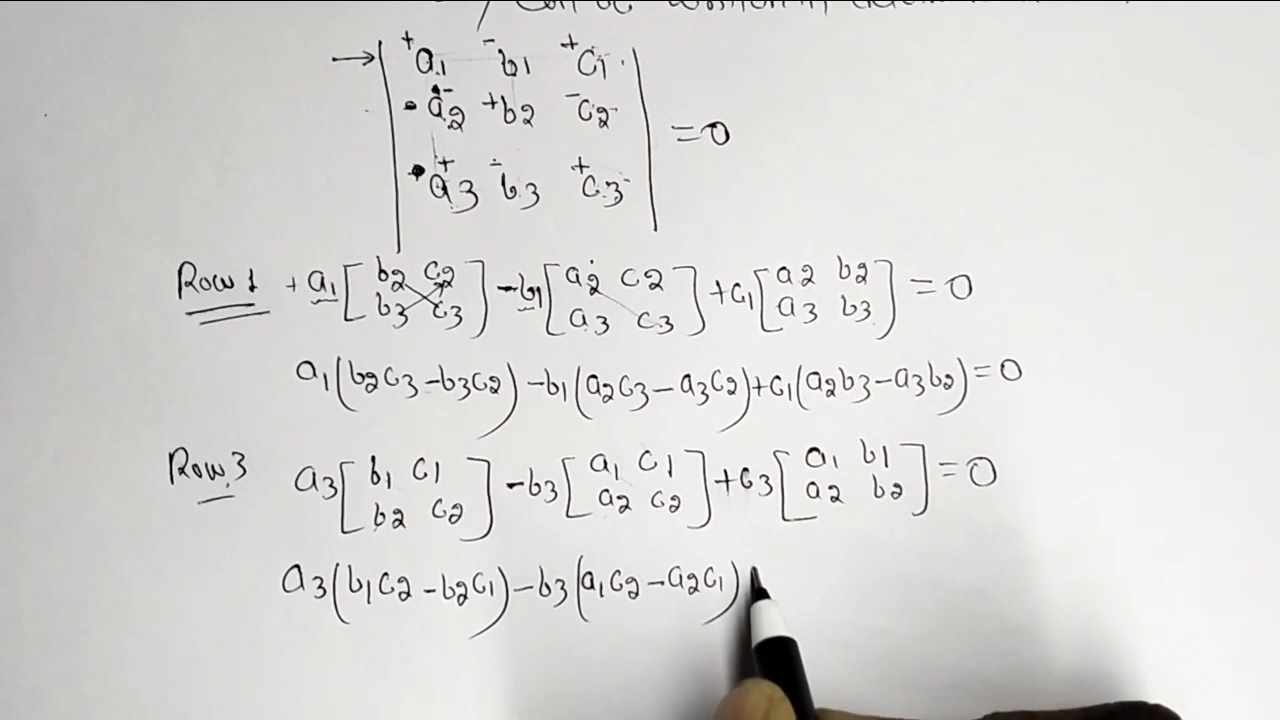 can be
+a1 -b1 +c1
-a2 +b2 -c2 =0
+a3 -b3 +c3
Row 1 +a1[b2 c2 -b1[a2 c2 +c1[a2 b2 =0
b3 c3] a3 c3] a3 b3]
a1(b2c3-b3c2)-b1(a2c3-a3c2)+c1(a2b3-a3b2)=0
Row 3 a3[b1 c1 -b3[a1 c1 +c3[a1 b1 =0
b2 c2] a2 c2] a2 b2]
a3(b1c2-b2c1)-b3(a1c2-a2c1)